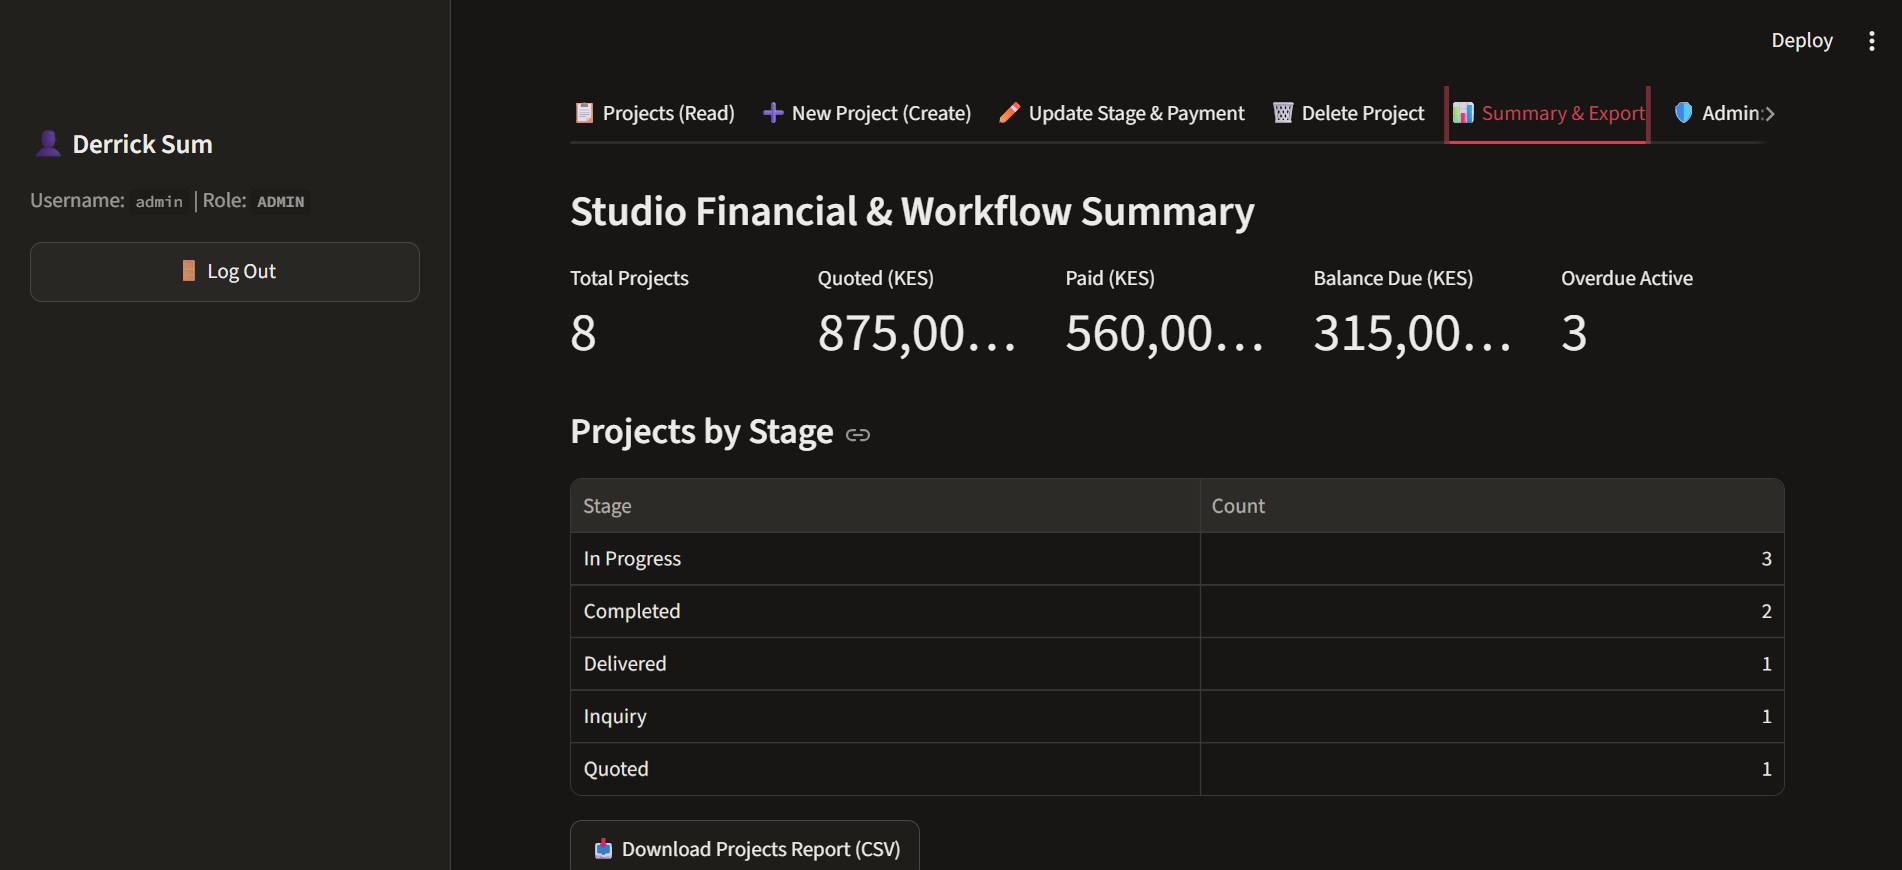 Deploy
Projects (Read) New Project (Create) Update Stage & Payment Delete Project Summary & Export Admin:
Derrick Sum
Username: admin | Role: ADMIN
Log Out
Studio Financial & Workflow Summary
Total Projects Quoted (KES) Paid (KES) Balance Due (KES) Overdue Active
8 875,00... 560,00... 315,00... 3
Projects by Stage
Stage Count
In Progress 3
Completed 2
Delivered 1
Inquiry 1
Quoted 1
Download Projects Report (CSV)